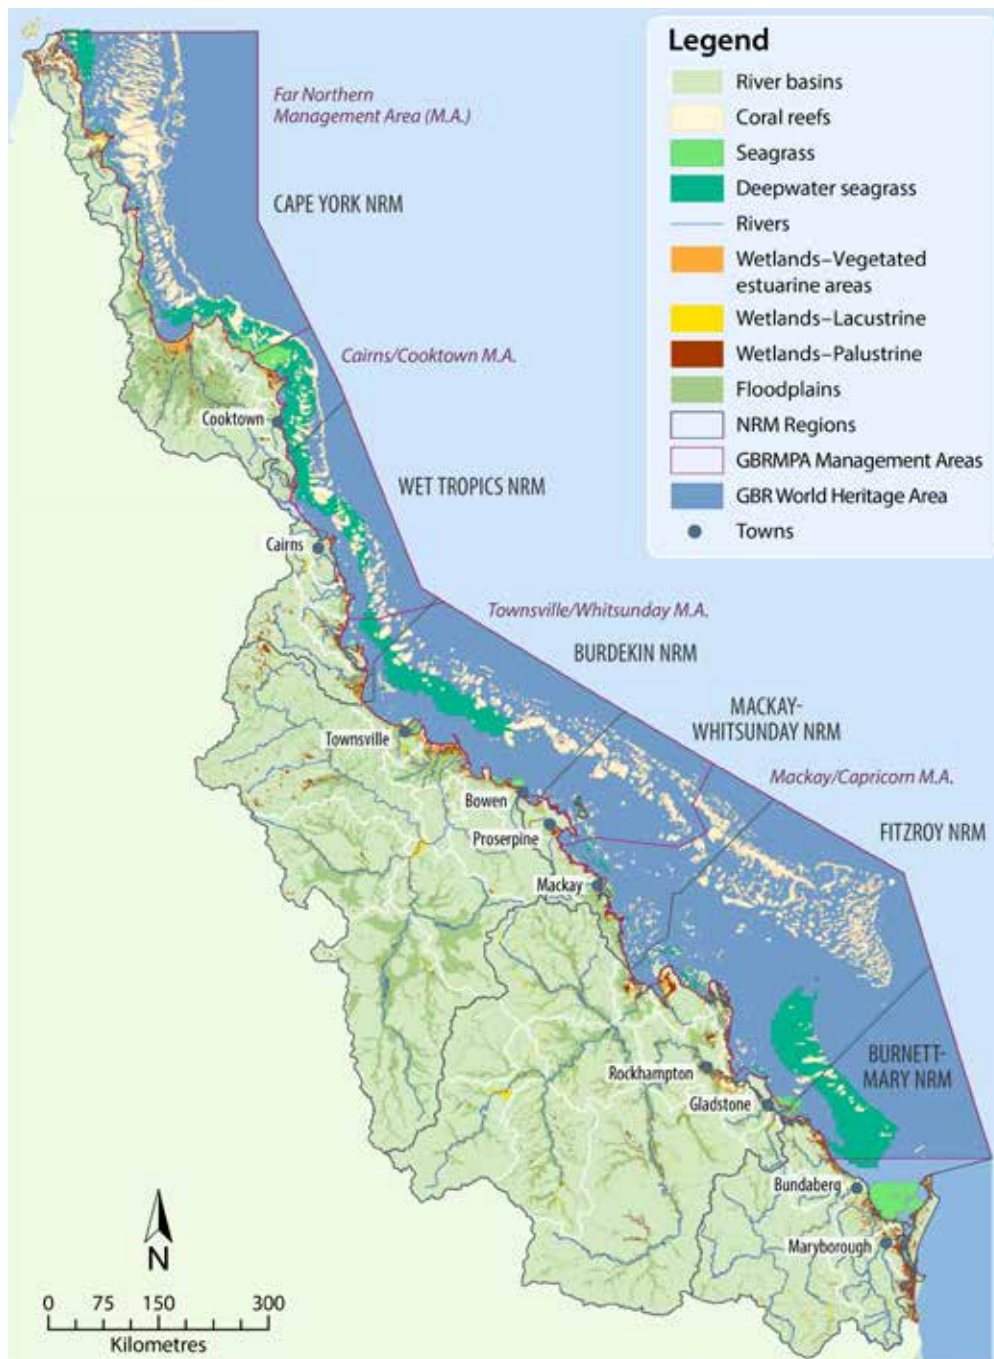 Legend
River basins
Coral reefs
Seagrass
Deepwater seagrass
Rivers
Wetlands–Vegetated
estuarine areas
Wetlands–Lacustrine
Wetlands–Palustrine
Floodplains
NRM Regions
GBRMPA Management Areas
GBR World Heritage Area
Towns
Far Northern
Management Area (M.A.)
CAPE YORK NRM
Cairns/Cooktown M.A.
Cooktown
WET TROPICS NRM
Cairns
Townsville/Whitsunday M.A.
BURDEKIN NRM
MACKAY-
WHITSUNDAY NRM
Townsville
Mackay/Capricorn M.A.
Bowen
FITZROY NRM
Proserpine
Mackay
BURNETT-
MARY NRM
Rockhampton
Gladstone
Bundaberg
Maryborough
N
0 75 150 300
Kilometres